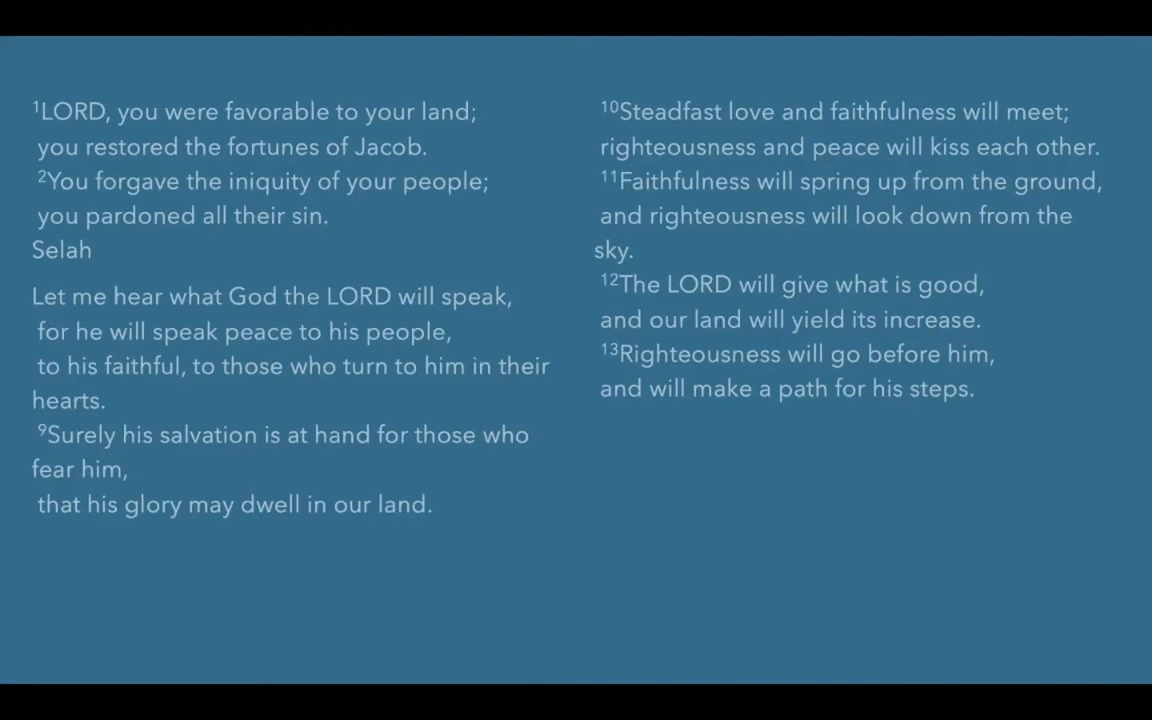 ¹LORD, you were favorable to your land;
you restored the fortunes of Jacob.
²You forgave the iniquity of your people;
you pardoned all their sin.
Selah
Let me hear what God the LORD will speak,
for he will speak peace to his people,
to his faithful, to those who turn to him in their
hearts.
⁹Surely his salvation is at hand for those who
fear him,
that his glory may dwell in our land.
¹⁰Steadfast love and faithfulness will meet;
righteousness and peace will kiss each other.
¹¹Faithfulness will spring up from the ground,
and righteousness will look down from the
sky.
¹²The LORD will give what is good,
and our land will yield its increase.
¹³Righteousness will go before him,
and will make a path for his steps.